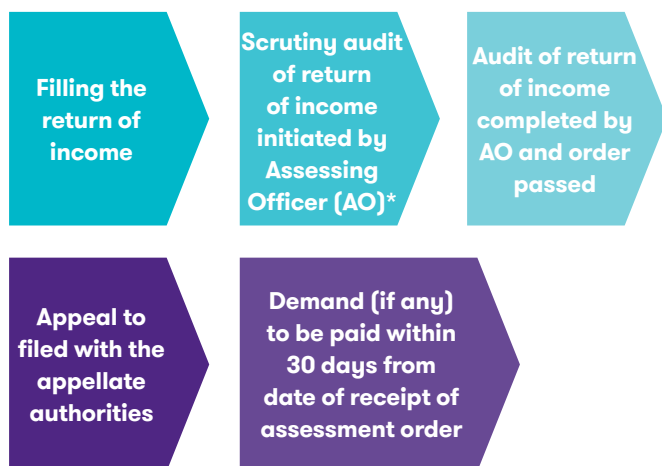 Filling the
return of
income
Scrutiny audit
of return
of income
initiated by
Assessing
Officer (AO)*
Audit of return
of income
completed by
AO and order
passed
Appeal to
filed with the
appellate
authorities
Demand (if any)
to be paid within
30 days from
date of receipt of
assessment order